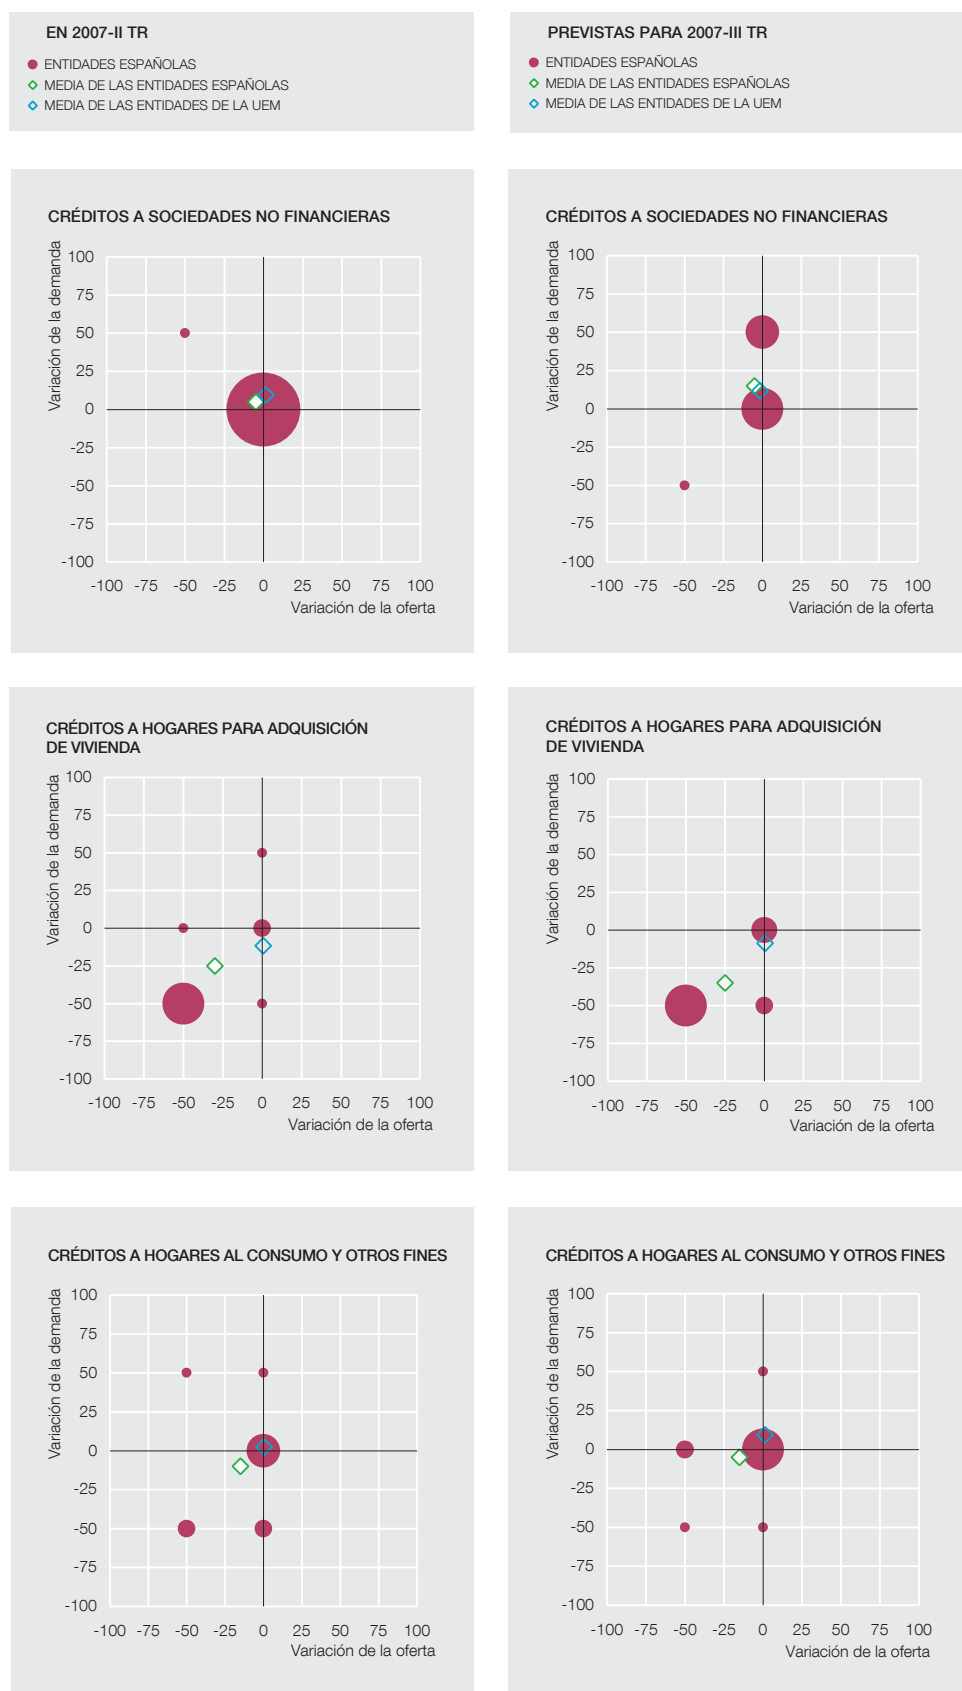 EN 2007-II TR
ENTIDADES ESPAÑOLAS
MEDIA DE LAS ENTIDADES ESPAÑOLAS
MEDIA DE LAS ENTIDADES DE LA UEM
PREVISTAS PARA 2007-III TR
ENTIDADES ESPAÑOLAS
MEDIA DE LAS ENTIDADES ESPAÑOLAS
MEDIA DE LAS ENTIDADES DE LA UEM
CRÉDITOS A SOCIEDADES NO FINANCIERAS
Variación de la demanda
100
75
50
25
0
-25
-50
-75
-100
-100 -75 -50 -25 0 25 50 75 100
Variación de la oferta
CRÉDITOS A SOCIEDADES NO FINANCIERAS
Variación de la demanda
100
75
50
25
0
-25
-50
-75
-100
-100 -75 -50 -25 0 25 50 75 100
Variación de la oferta
CRÉDITOS A HOGARES PARA ADQUISICIÓN
DE VIVIENDA
Variación de la demanda
100
75
50
25
0
-25
-50
-75
-100
-100 -75 -50 -25 0 25 50 75 100
Variación de la oferta
CRÉDITOS A HOGARES PARA ADQUISICIÓN
DE VIVIENDA
Variación de la demanda
100
75
50
25
0
-25
-50
-75
-100
-100 -75 -50 -25 0 25 50 75 100
Variación de la oferta
CRÉDITOS A HOGARES AL CONSUMO Y OTROS FINES
Variación de la demanda
100
75
50
25
0
-25
-50
-75
-100
-100 -75 -50 -25 0 25 50 75 100
Variación de la oferta
CRÉDITOS A HOGARES AL CONSUMO Y OTROS FINES
Variación de la demanda
100
75
50
25
0
-25
-50
-75
-100
-100 -75 -50 -25 0 25 50 75 100
Variación de la oferta